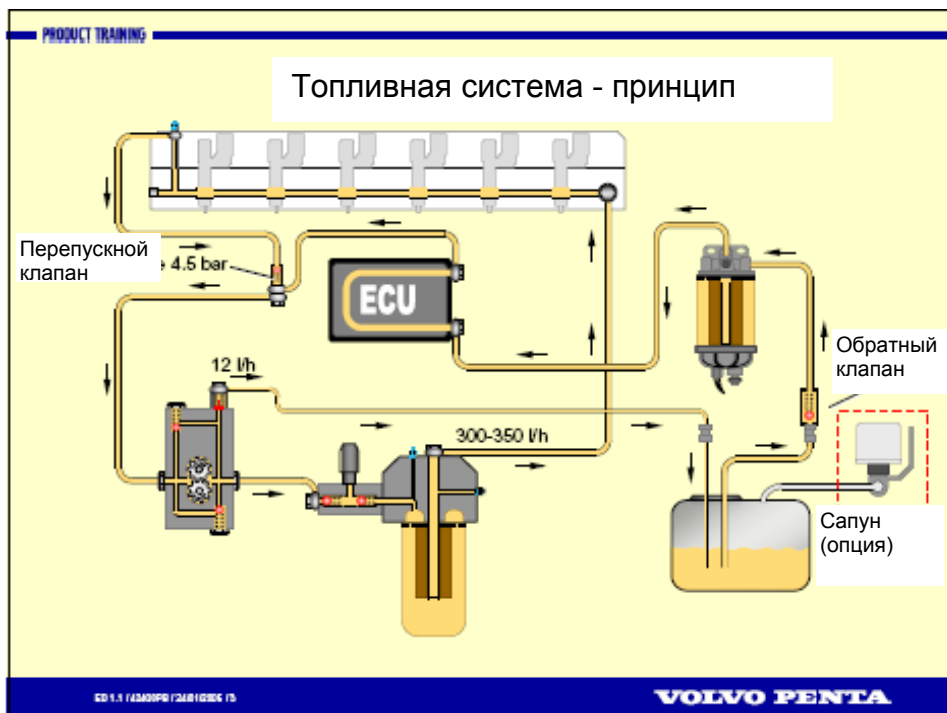 PRODUCT TRAINING
Топливная система - принцип
Перепускной
клапан
e 4.5 bar
ECU
Обратный
клапан
12 l/h
300-350 l/h
Сапун
(опция)
VOLVO PENTA